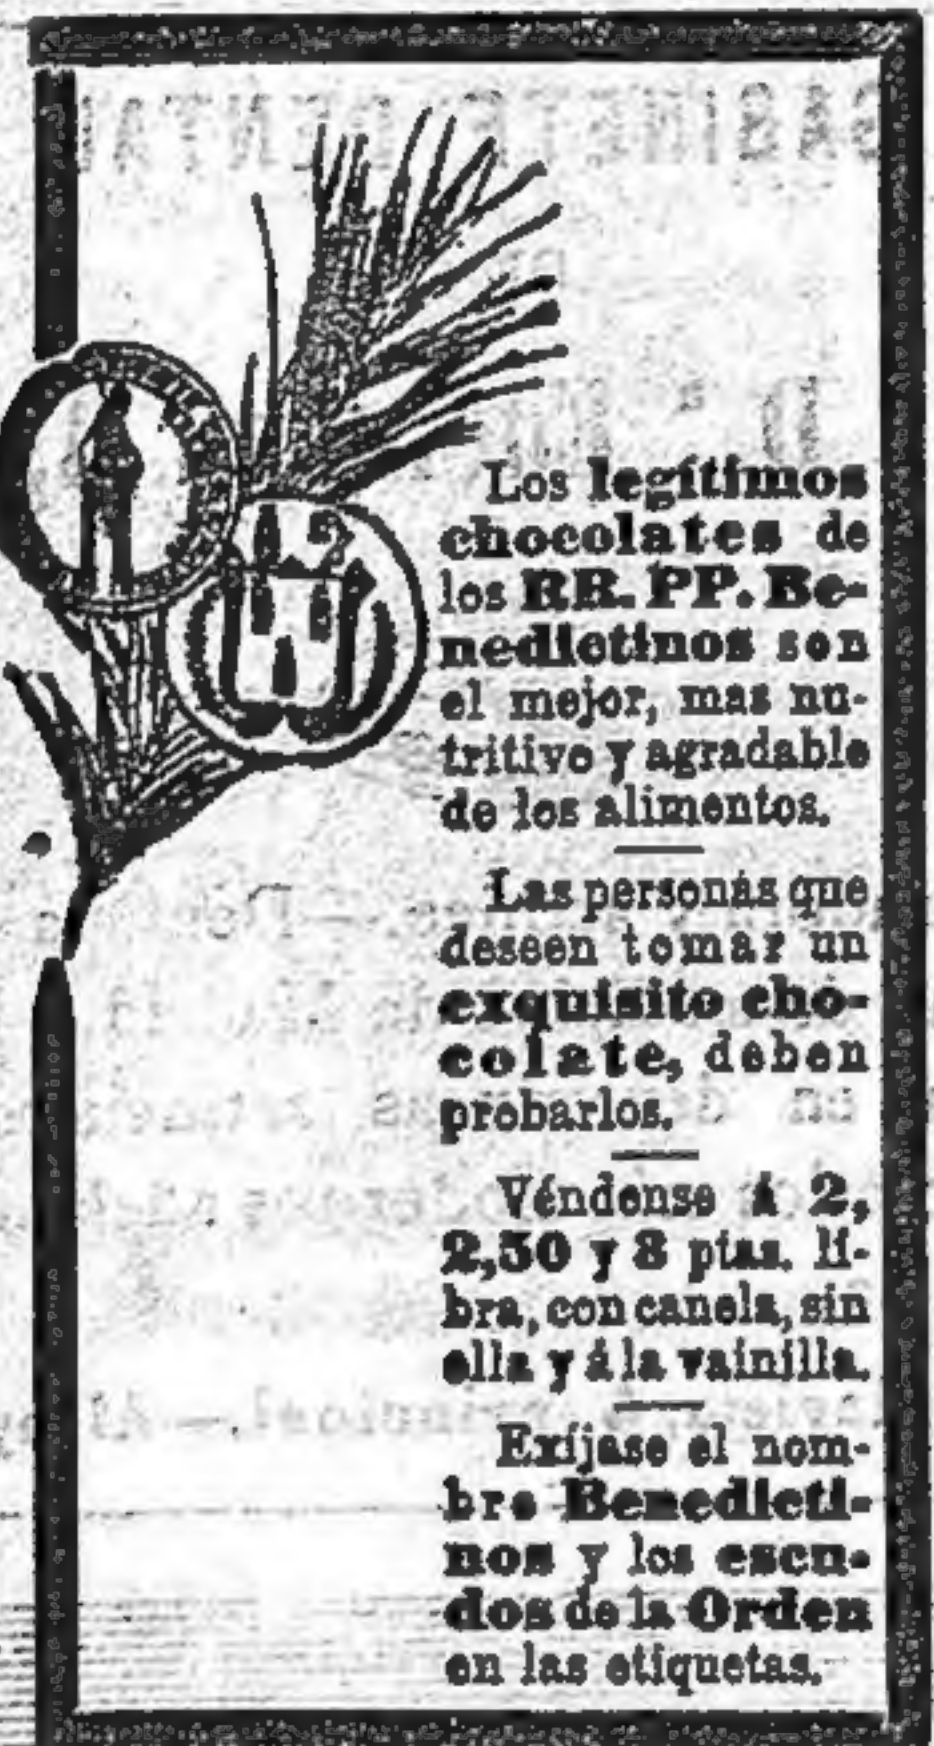 Los legítimos
chocolates de
los RR. PP. Be-
nedictinos son
el mejor, mas nu-
tritivo y agradable
de los alimentos.
Las personas que
deseen tomar un
exquisito cho-
colate, deben
probarlos.
Véndense á 2,
2,50 y 3 ptas. li-
bra, con canela, sin
ella y á la vainilla.
Exíjase el nom-
bre Benedicti-
nos y los escu-
dos de la Orden
en las etiquetas.